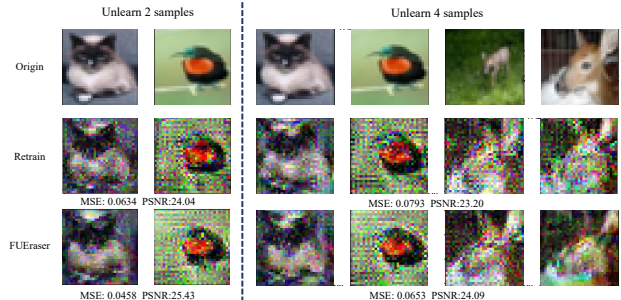 Unlearn 2 samples
Unlearn 4 samples
Origin
Retrain
MSE: 0.0634 PSNR:24.04
MSE: 0.0793 PSNR:23.20
FUEraser
MSE: 0.0458 PSNR:25.43
MSE: 0.0653 PSNR:24.09